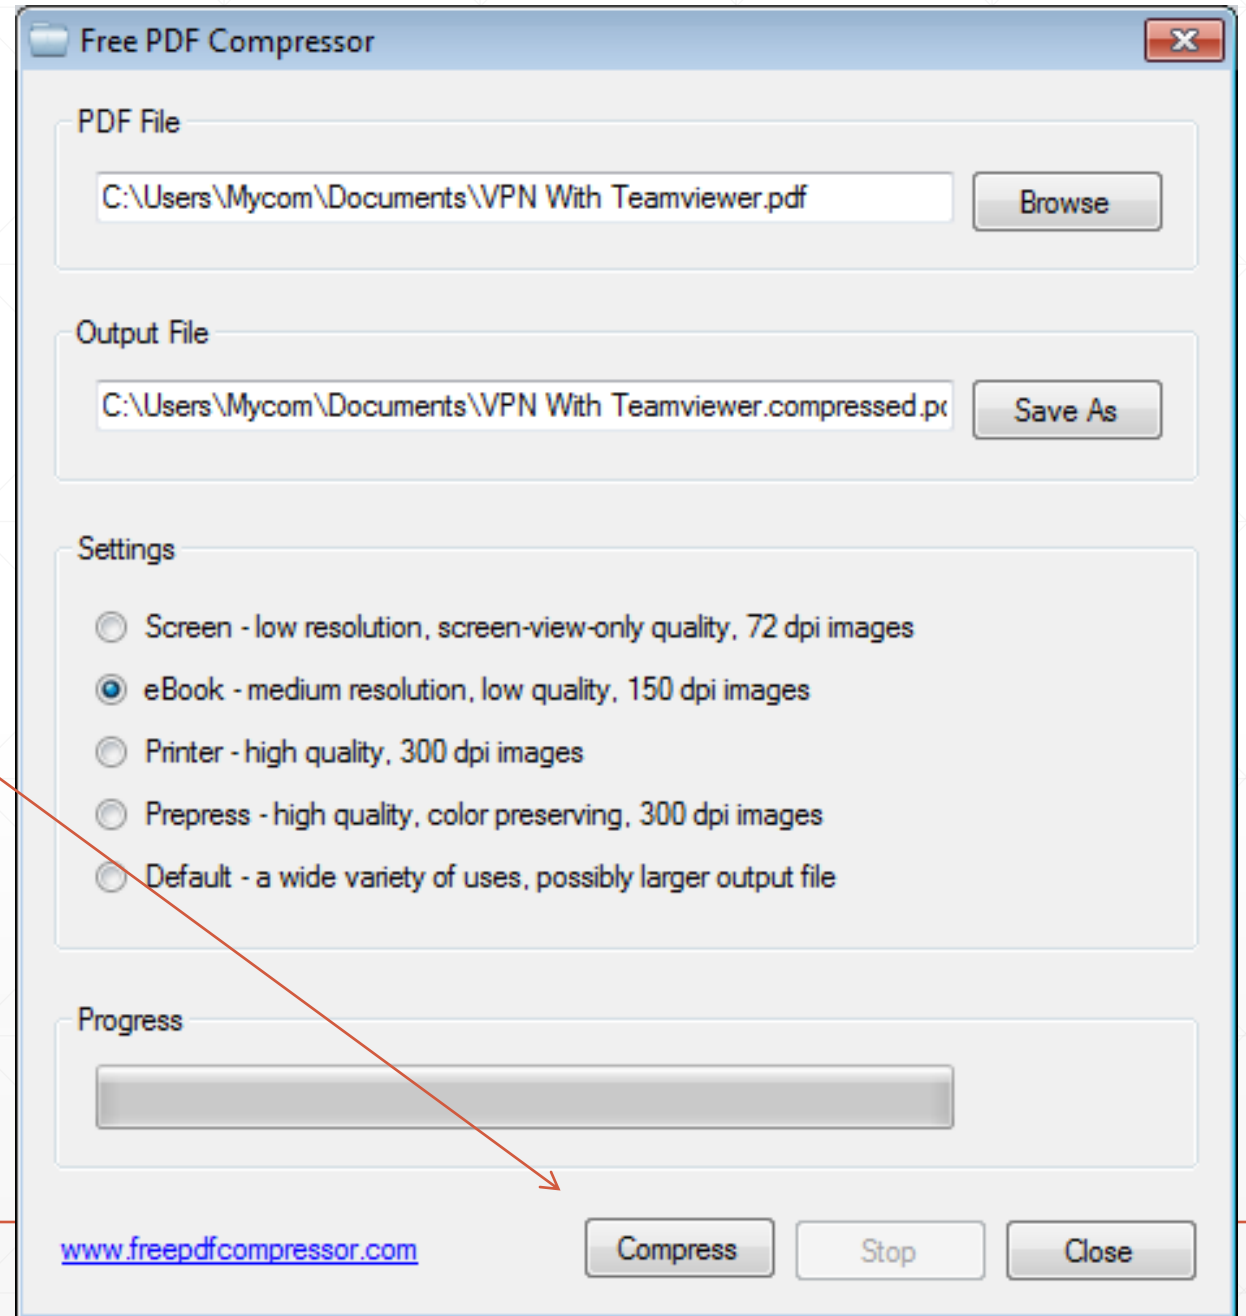 Free PDF Compressor
PDF File
C:\Users\Mycom\Documents\VPN With Teamviewer.pdf
Browse
Output File
C:\Users\Mycom\Documents\VPN With Teamviewer.compressed.pd
Save As
Settings
Screen - low resolution, screen-view-only quality, 72 dpi images
eBook - medium resolution, low quality, 150 dpi images
Printer - high quality, 300 dpi images
Prepress - high quality, color preserving, 300 dpi images
Default - a wide variety of uses, possibly larger output file
Progress
www.freepdfcompressor.com
Compress
Stop
Close